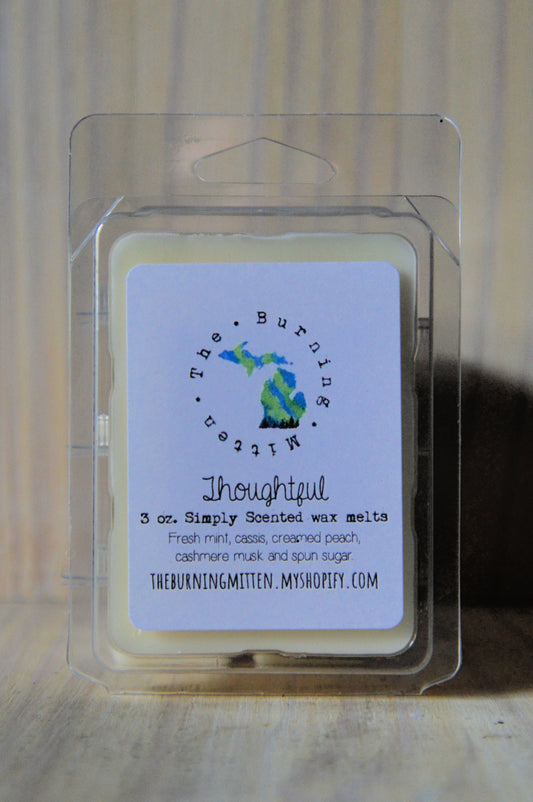 The • Burning • Mitten •
Thoughtful
3 oz. Simply Scented wax melts
Fresh mint, cassis, creamed peach,
cashmere musk and spun sugar.
THEBURNINGMITTEN.MYSHOPIFY.COM